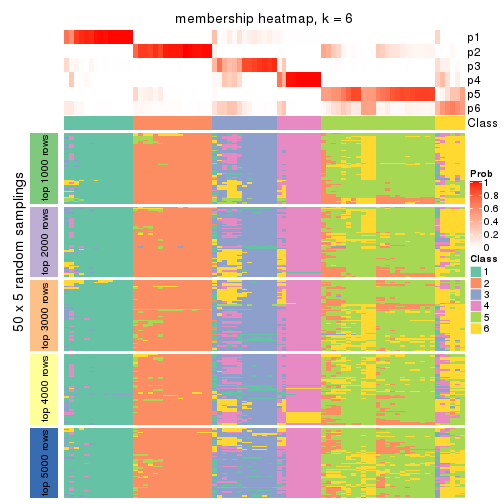 membership heatmap, k = 6
p1
p2
p3
p4
p5
p6
Class
50 x 5 random samplings
top 1000 rows
top 2000 rows
top 3000 rows
top 4000 rows
top 5000 rows
Prob
1
0.8
0.6
0.4
0.2
0
Class
1
2
3
4
5
6